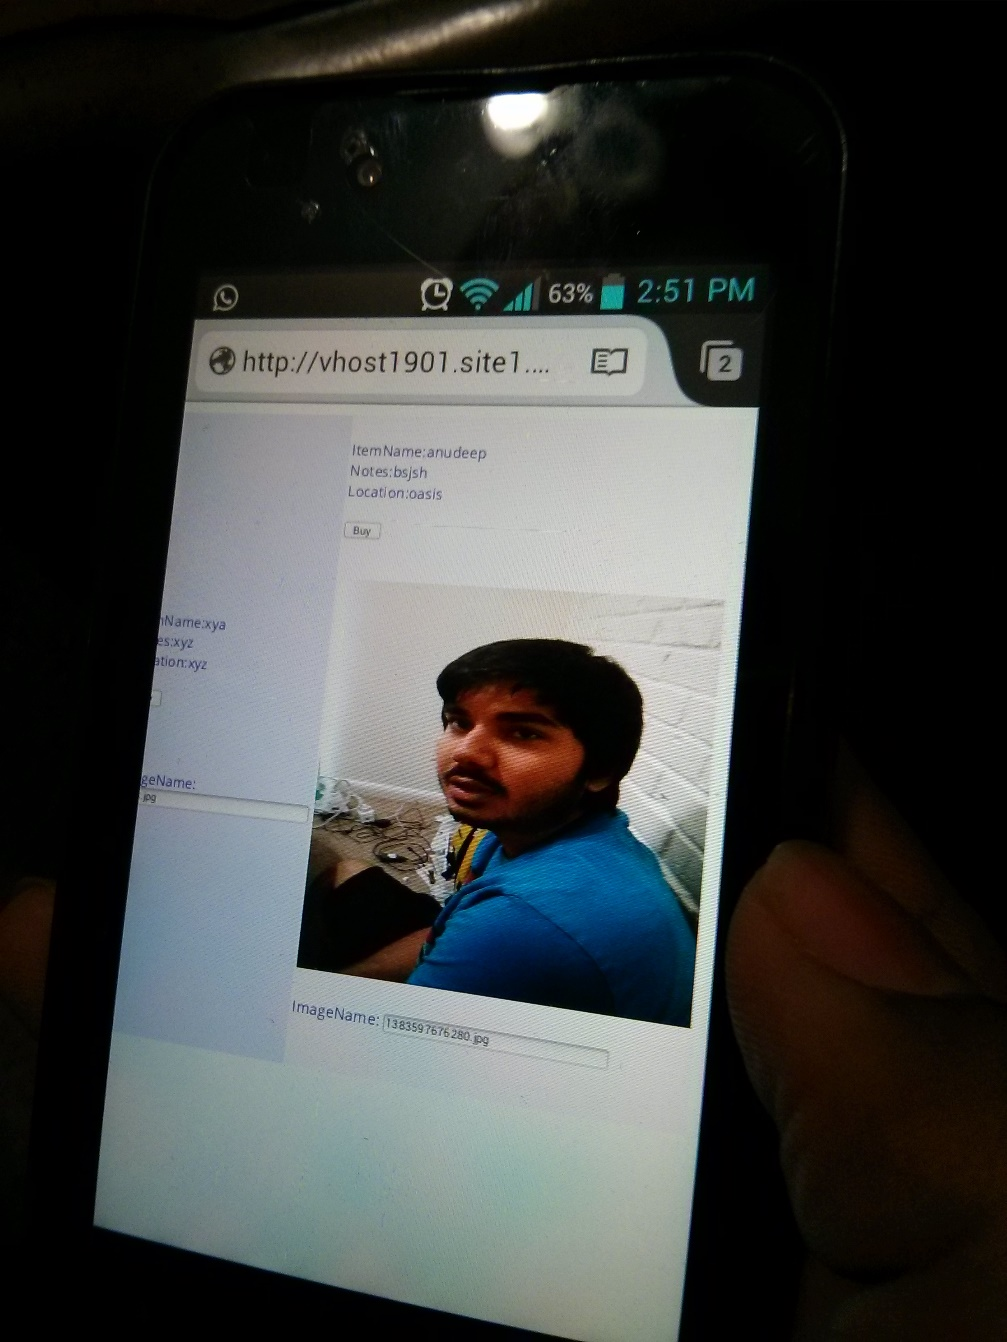 63% 2:51 PM
http://vhost1901.site1.... 2
ItemName:anudeep
Notes:bsjsh
Location:oasis
Buy
nName:xya
es:xyz
ation:xyz
geName:
jpg
ImageName: 1383597676280.jpg